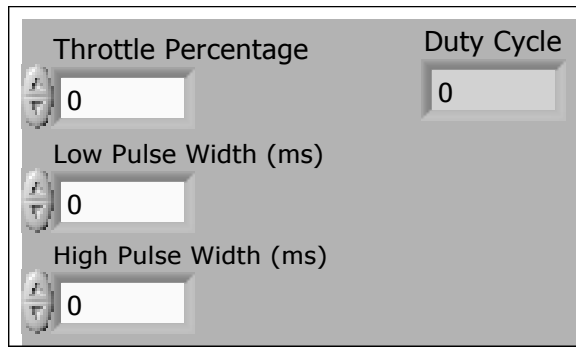 Throttle Percentage
0
Duty Cycle
0
Low Pulse Width (ms)
0
High Pulse Width (ms)
0